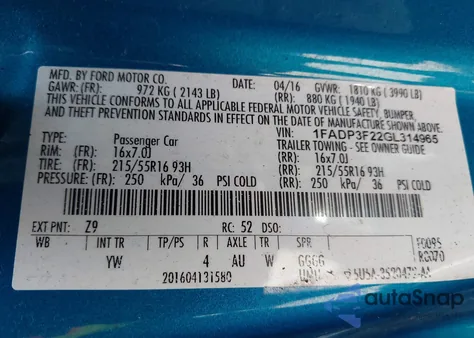 MFD. BY FORD MOTOR CO. DATE: 04/16 GVWR: 1810 KG ( 3990 LB)
GAWR: (FR): 972 KG ( 2143 LB) (RR): 880 KG ( 1940 LB)
THIS VEHICLE CONFORMS TO ALL APPLICABLE FEDERAL MOTOR VEHICLE SAFETY
AND THEFT PREVENTION STANDARDS IN EFFECT ON THE DATE OF MANUFACTURE SHOWN ABOVE.
VIN: 1FADP3F22GL314965
TYPE: Passenger Car TRAILER TOWING - SEE OWNER GUIDE
RIM: (FR): 16x7.0J (RR): 16x7.0J
TIRE: (FR): 215/55R16 93H (RR): 215/55R16 93H
PRESSURE: (FR): 250 kPa/ 36 PSI COLD (RR): 250 kPa/ 36 PSI COLD
EXT PNT: Z9 RC: 52 DSO: F0095
WB INT TR TP/PS R AXLE TR SPR R3070
YW 4 AU W GGGG
201604131580
autoSnap